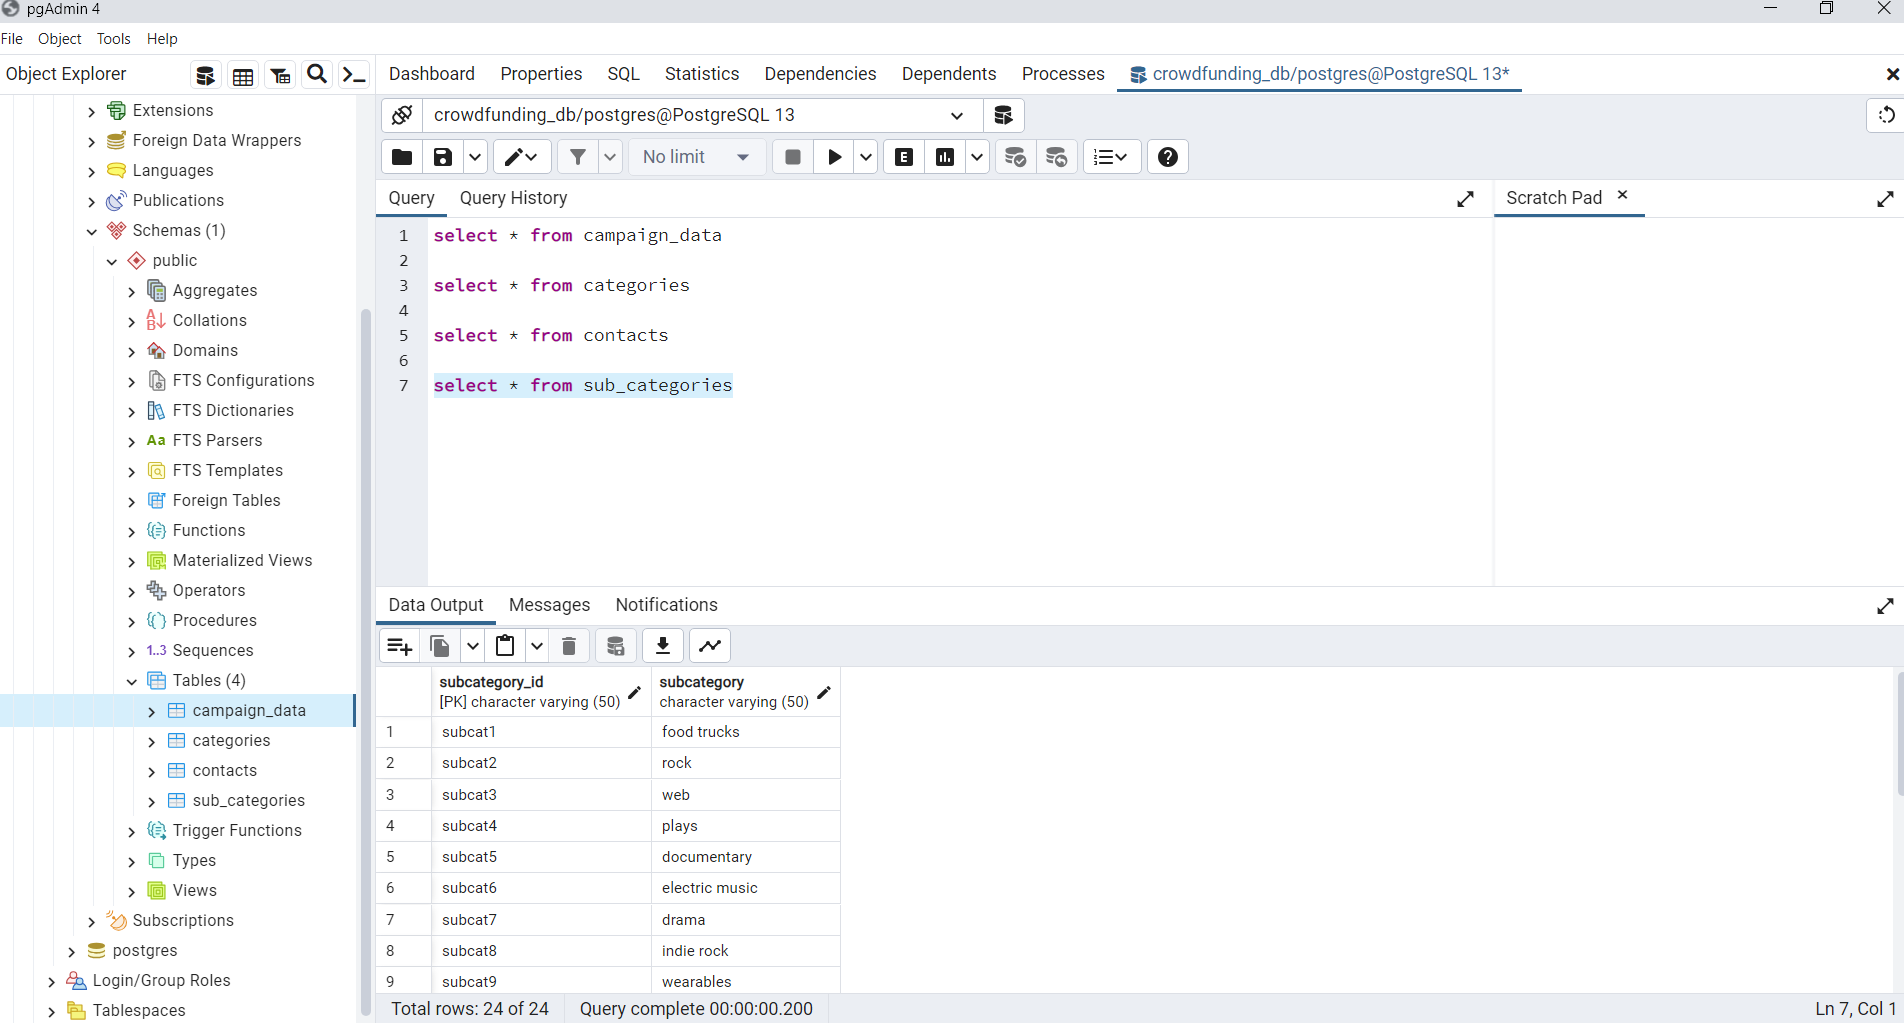 pgAdmin 4
File Object Tools Help
Object Explorer
Dashboard Properties SQL Statistics Dependencies Dependents Processes crowdfunding_db/postgres@PostgreSQL 13*
Extensions
Foreign Data Wrappers
Languages
Publications
Schemas (1)
public
Aggregates
Collations
Domains
FTS Configurations
FTS Dictionaries
Aa FTS Parsers
FTS Templates
Foreign Tables
Functions
Materialized Views
Operators
Procedures
1..3 Sequences
Tables (4)
campaign_data
categories
contacts
sub_categories
Trigger Functions
Types
Views
Subscriptions
postgres
Login/Group Roles
Tablespaces
crowdfunding_db/postgres@PostgreSQL 13
No limit
E
Query Query History
Scratch Pad
1 select * from campaign_data
2
3 select * from categories
4
5 select * from contacts
6
7 select * from sub_categories
Data Output Messages Notifications
subcategory_id subcategory
[PK] character varying (50) character varying (50)
1 subcat1 food trucks
2 subcat2 rock
3 subcat3 web
4 subcat4 plays
5 subcat5 documentary
6 subcat6 electric music
7 subcat7 drama
8 subcat8 indie rock
9 subcat9 wearables
Total rows: 24 of 24 Query complete 00:00:00.200 Ln 7, Col 1